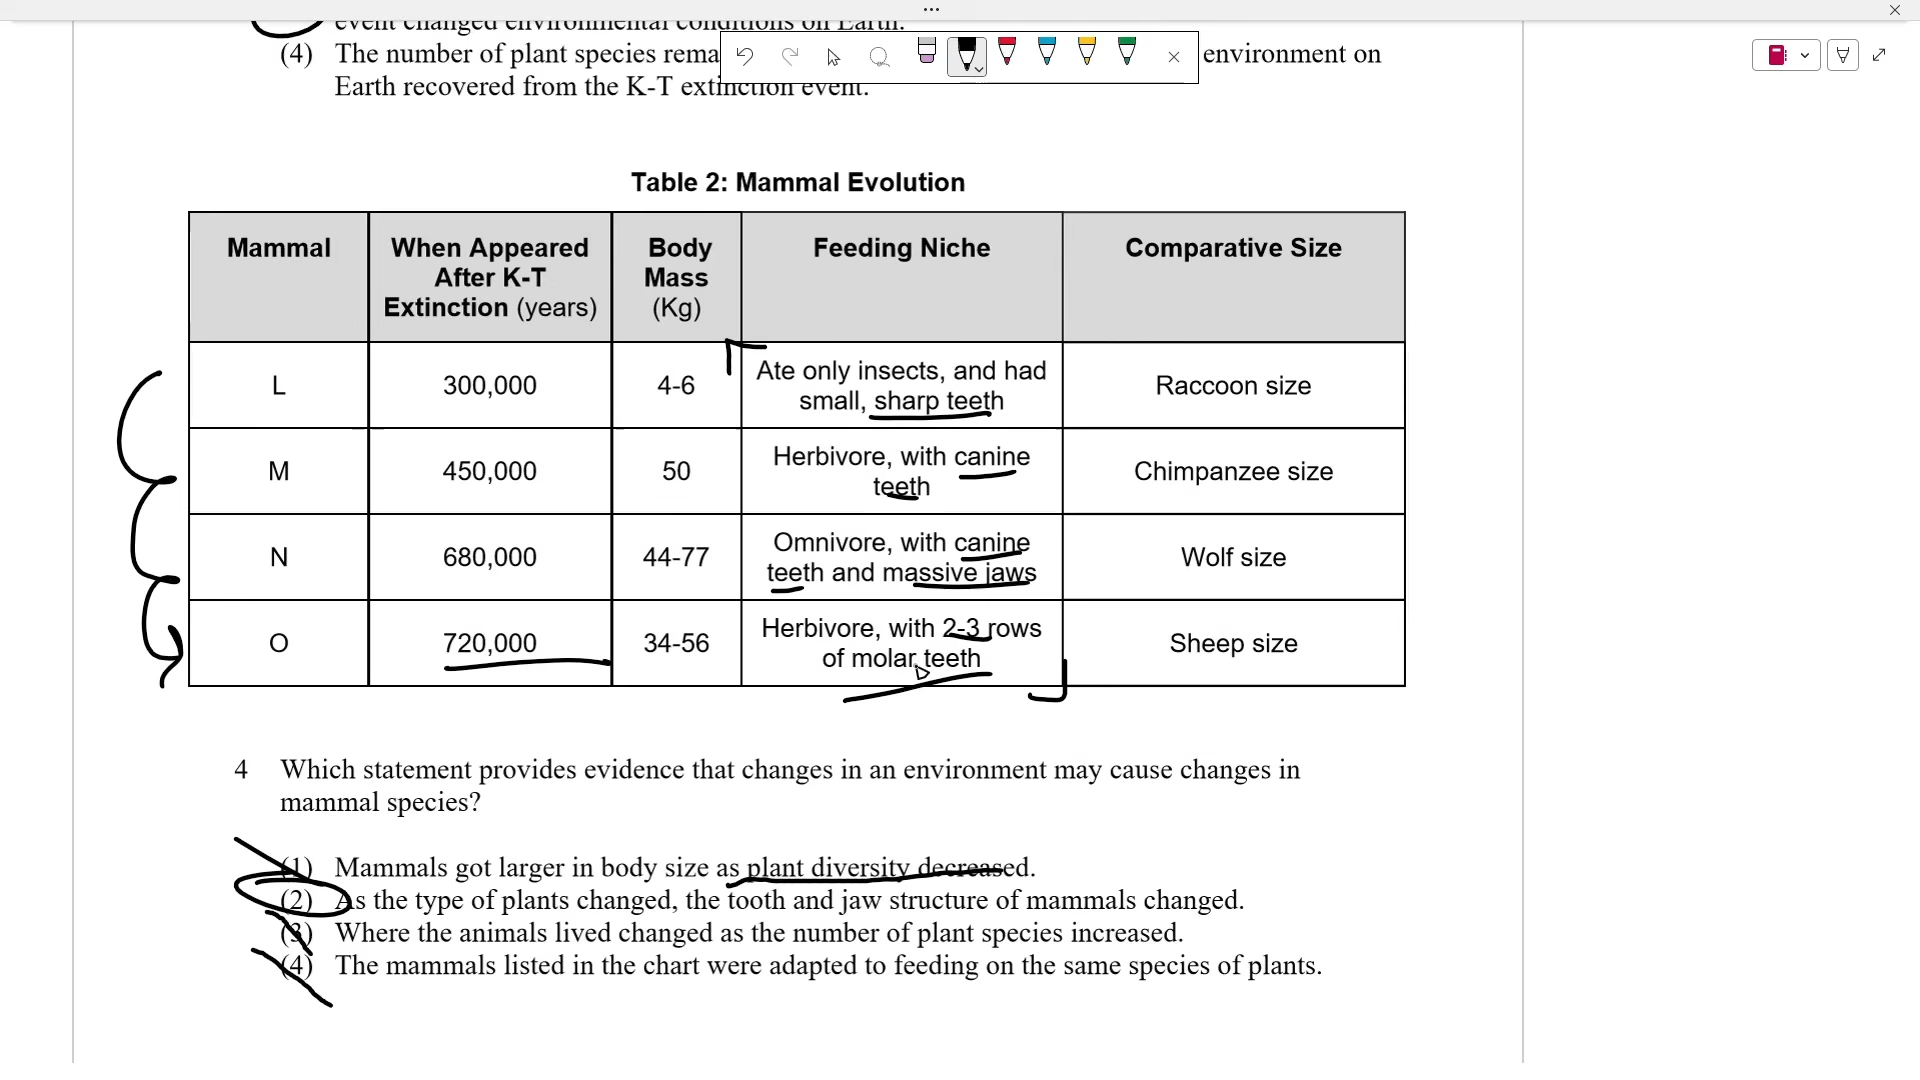 event changed environmental conditions on Earth.
(4) The number of plant species rema environment on
Earth recovered from the K-T extinction event.
Table 2: Mammal Evolution
Mammal When Appeared After K-T Extinction (years) Body Mass (Kg) Feeding Niche Comparative Size
L 300,000 4-6 Ate only insects, and had small, sharp teeth Raccoon size
M 450,000 50 Herbivore, with canine teeth Chimpanzee size
N 680,000 44-77 Omnivore, with canine teeth and massive jaws Wolf size
O 720,000 34-56 Herbivore, with 2-3 rows of molar teeth Sheep size
4 Which statement provides evidence that changes in an environment may cause changes in
mammal species?
(1) Mammals got larger in body size as plant diversity decreased.
(2) As the type of plants changed, the tooth and jaw structure of mammals changed.
(3) Where the animals lived changed as the number of plant species increased.
(4) The mammals listed in the chart were adapted to feeding on the same species of plants.